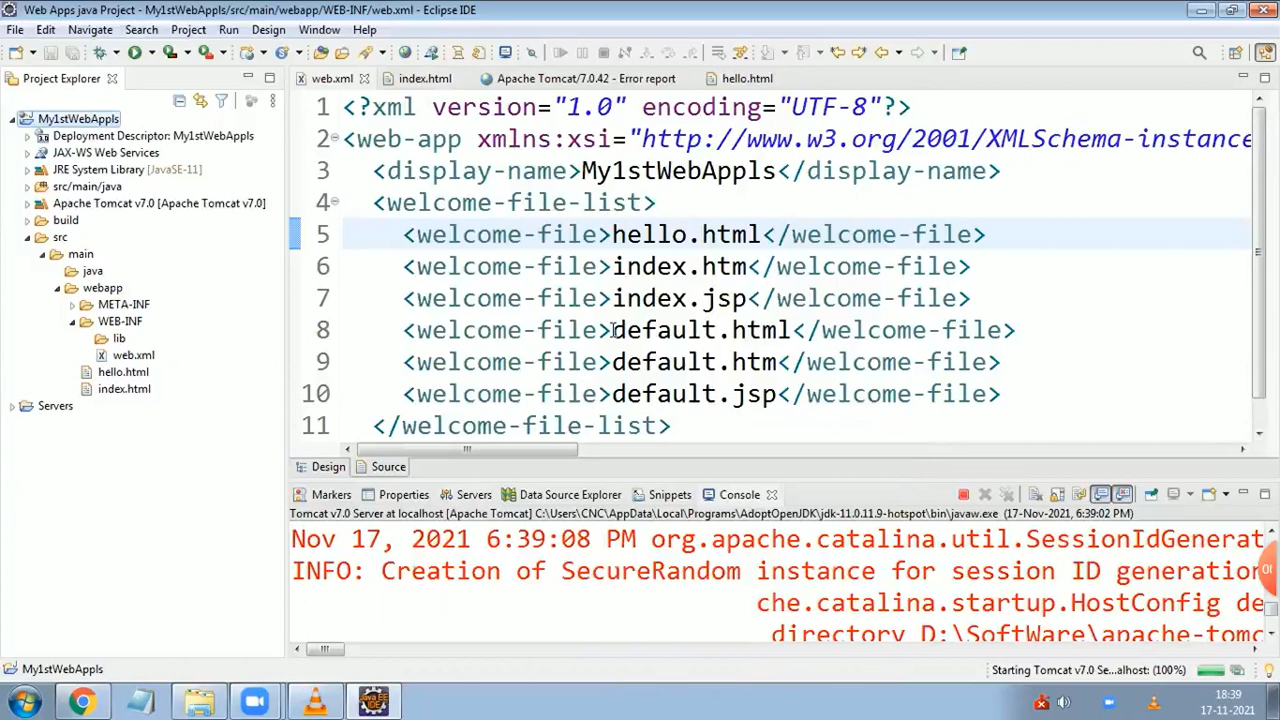 Web Apps java Project - My1stWebAppls/src/main/webapp/WEB-INF/web.xml - Eclipse IDE
File Edit Navigate Search Project Run Design Window Help
Project Explorer
web.xml index.html Apache Tomcat/7.0.42 - Error report hello.html
My1stWebAppls
Deployment Descriptor: My1stWebAppls
JAX-WS Web Services
JRE System Library [JavaSE-11]
src/main/java
Apache Tomcat v7.0 [Apache Tomcat v7.0]
build
src
main
java
webapp
META-INF
WEB-INF
lib
web.xml
hello.html
index.html
Servers
1 <?xml version="1.0" encoding="UTF-8"?>
2 <web-app xmlns:xsi="http://www.w3.org/2001/XMLSchema-instance
3 <display-name>My1stWebAppls</display-name>
4 <welcome-file-list>
5 <welcome-file>hello.html</welcome-file>
6 <welcome-file>index.htm</welcome-file>
7 <welcome-file>index.jsp</welcome-file>
8 <welcome-file>default.html</welcome-file>
9 <welcome-file>default.htm</welcome-file>
10 <welcome-file>default.jsp</welcome-file>
11 </welcome-file-list>
Design Source
Markers Properties Servers Data Source Explorer Snippets Console
Tomcat v7.0 Server at localhost [Apache Tomcat] C:\Users\CNC\AppData\Local\Programs\AdoptOpenJDK\jdk-11.0.11.9-hotspot\bin\javaw.exe (17-Nov-2021, 6:39:02 PM)
Nov 17, 2021 6:39:08 PM org.apache.catalina.util.SessionIdGenerat
INFO: Creation of SecureRandom instance for session ID generation
che.catalina.startup.HostConfig de
directory D:\SoftWare\apache-tomc
My1stWebAppls
Starting Tomcat v7.0 Se...alhost: (100%)
Java EE
IDE
18:39
17-11-2021